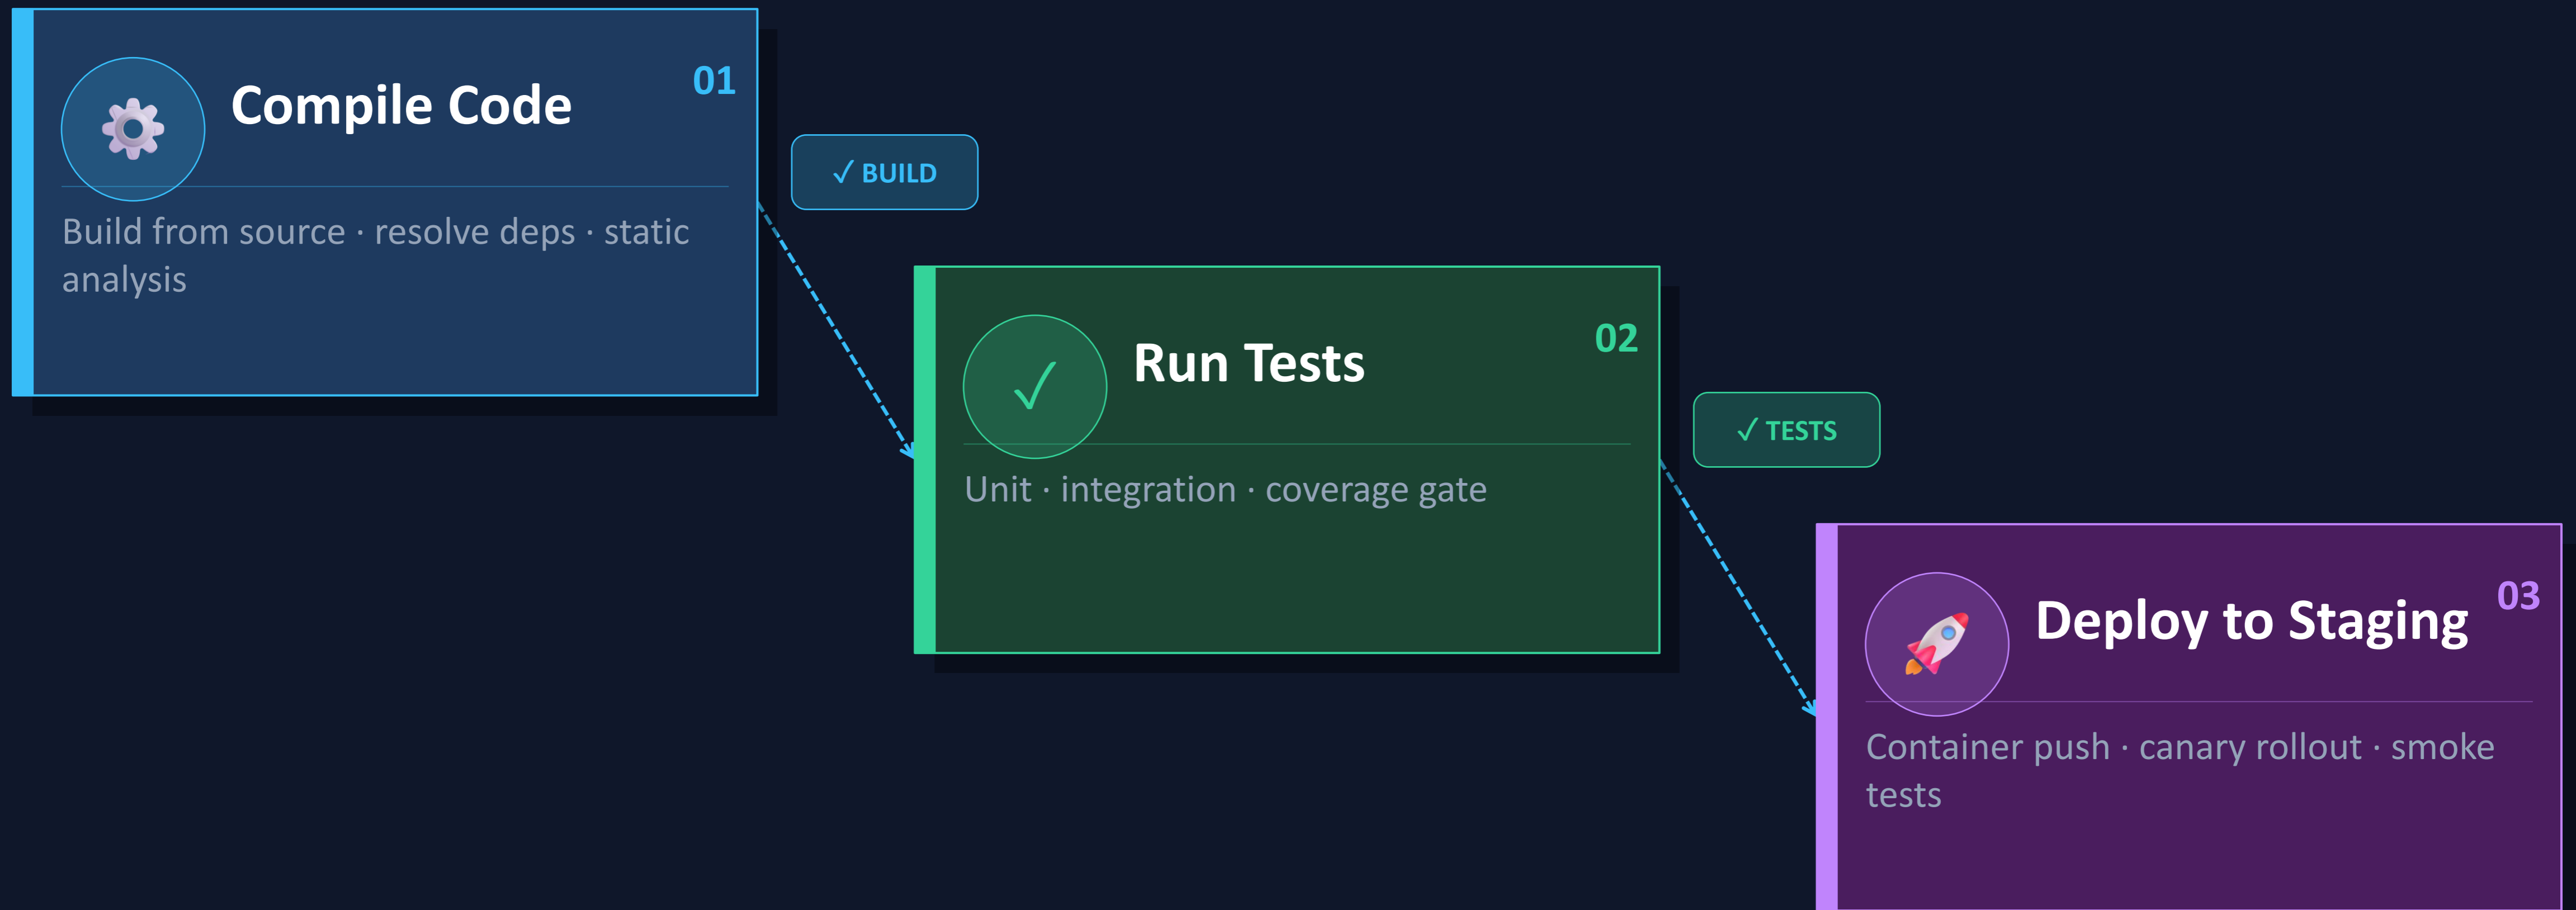 Compile Code
01
Build from source · resolve deps · static
analysis
✓ BUILD
Run Tests
02
Unit · integration · coverage gate
✓ TESTS
Deploy to Staging
03
Container push · canary rollout · smoke
tests